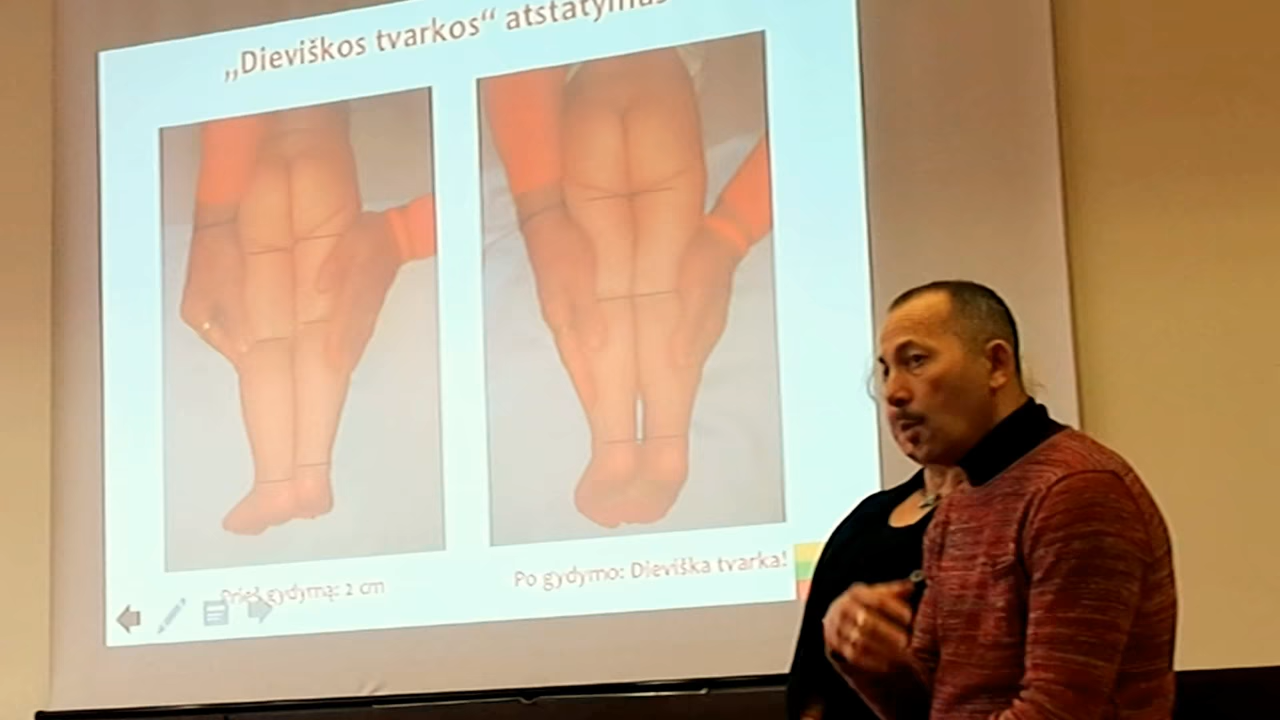 „Dieviškos tvarkos“ atstatymas
Prieš gydymą: 2 cm
Po gydymo: Dieviška tvarka!